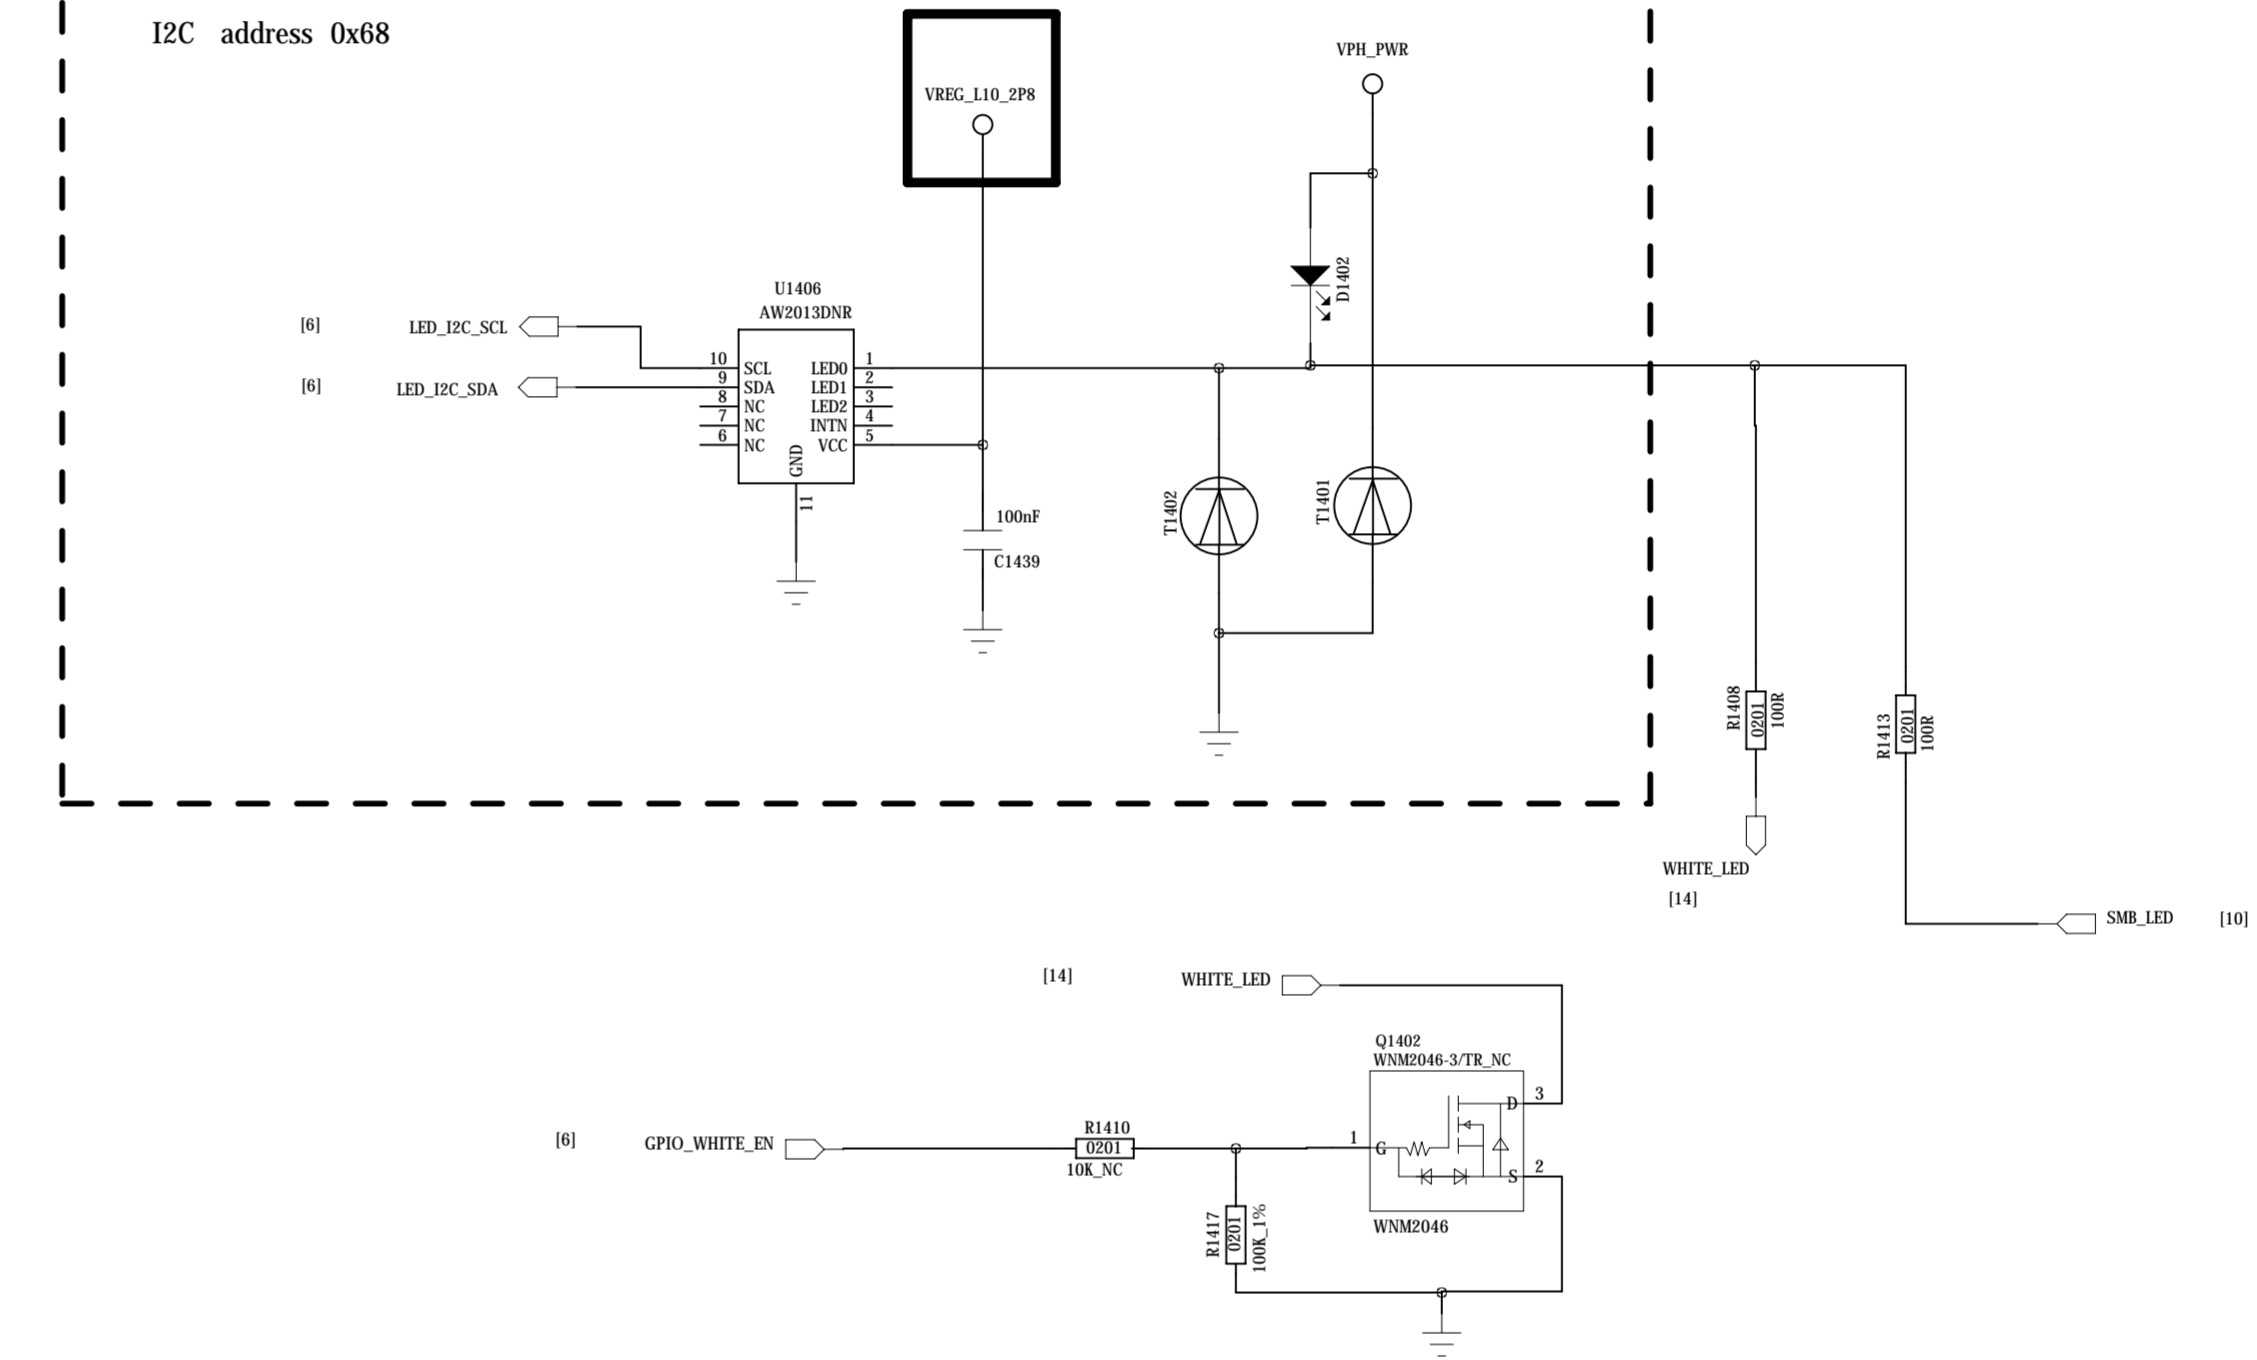 I2C address 0x68
VREG_L10_2P8
VPH_PWR
D1402
U1406
AW2013DNR
[6] LED_I2C_SCL
[6] LED_I2C_SDA
10 SCL LED0 1
9 SDA LED1 2
8 NC LED2 3
7 NC INTN 4
6 NC VCC 5
GND
11
100nF
C1439
T1402
T1401
R1408
0201
100R
R1413
0201
100R
WHITE_LED
[14]
SMB_LED [10]
[14] WHITE_LED
Q1402
WNM2046-3/TR_NC
D 3
1 G
S 2
WNM2046
[6] GPIO_WHITE_EN
R1410
0201
10K_NC
R1417
0201
100K_1%